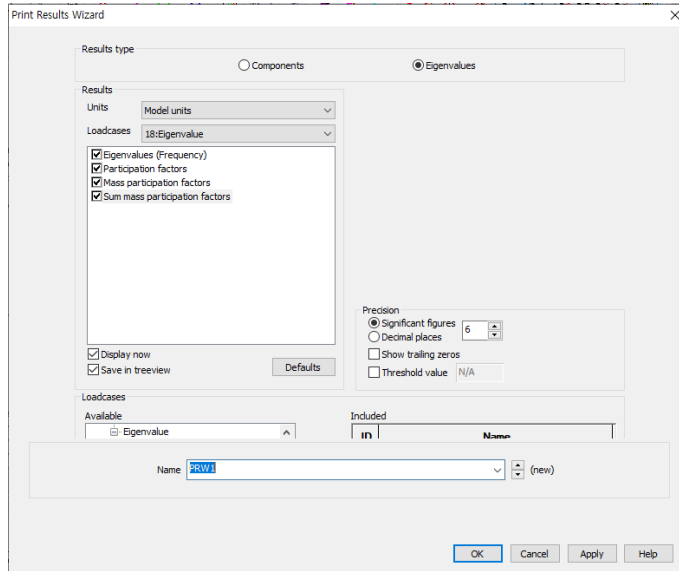 Print Results Wizard
Results type
Components
Eigenvalues
Results
Units
Model units
Loadcases
18:Eigenvalue
Eigenvalues (Frequency)
Participation factors
Mass participation factors
Sum mass participation factors
Display now
Save in treeview
Defaults
Precision
Significant figures
6
Decimal places
Show trailing zeros
Threshold value
N/A
Loadcases
Available
Eigenvalue
Included
ID
Name
Name
PRW1
(new)
OK
Cancel
Apply
Help